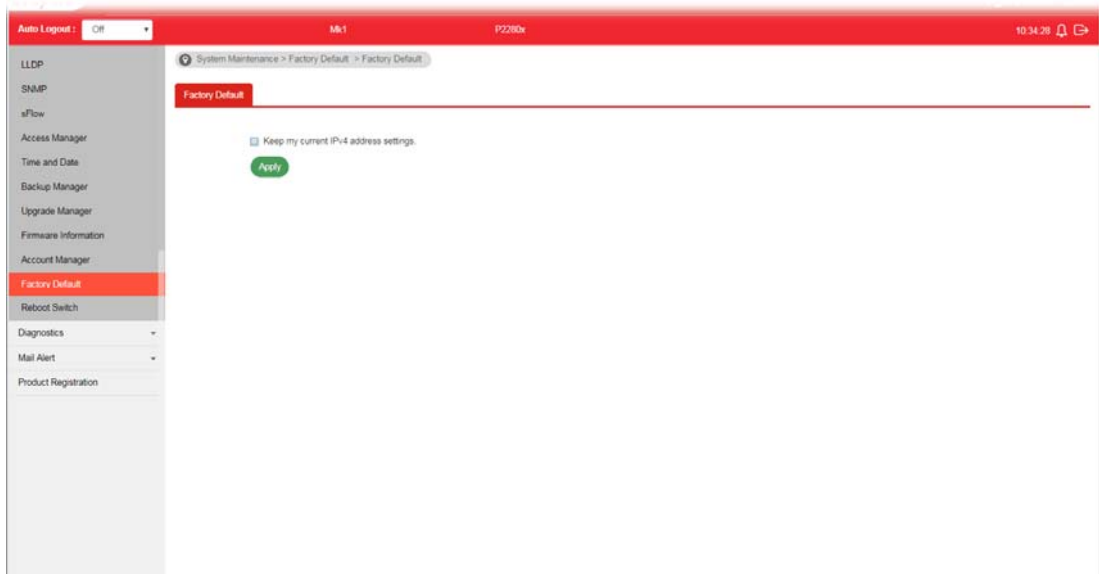 Auto Logout : Off Mk1 P2280x 10:34:28
System Maintenance > Factory Default > Factory Default
Factory Default
Keep my current IPv4 address settings.
Apply
LLDP
SNMP
sFlow
Access Manager
Time and Date
Backup Manager
Upgrade Manager
Firmware Information
Account Manager
Factory Default
Reboot Switch
Diagnostics
Mail Alert
Product Registration